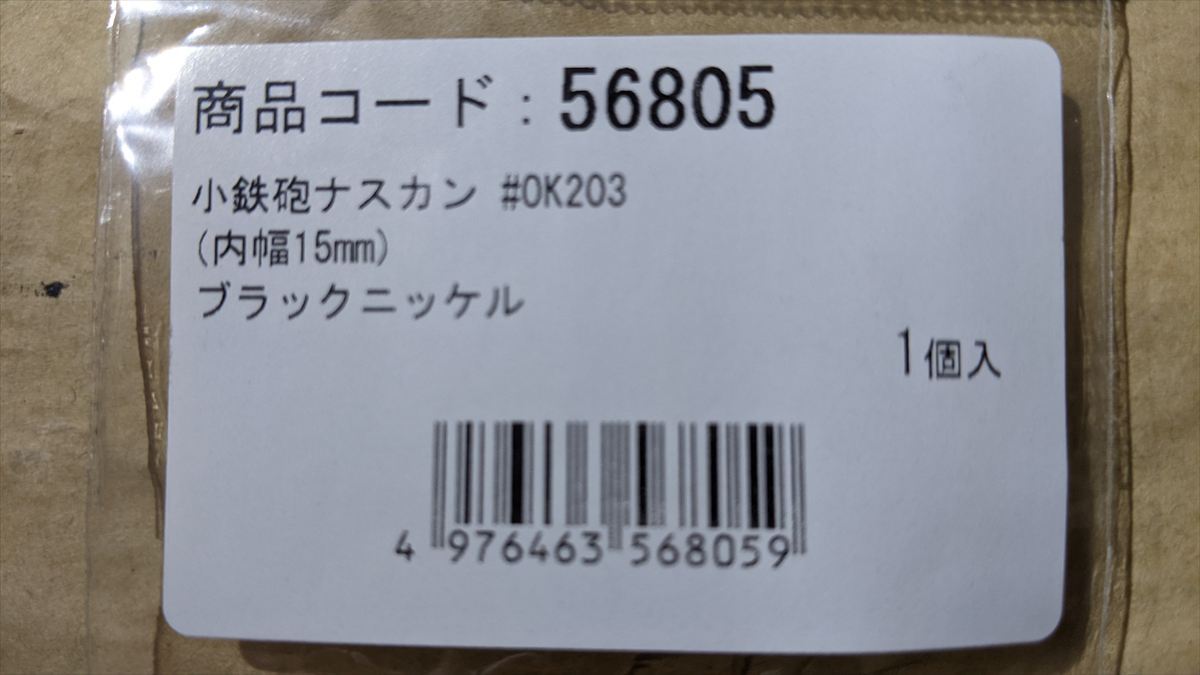 商品コード：56805
小鉄砲ナスカン #OK203
(内幅15mm)
ブラックニッケル
1個入
4 976463 568059